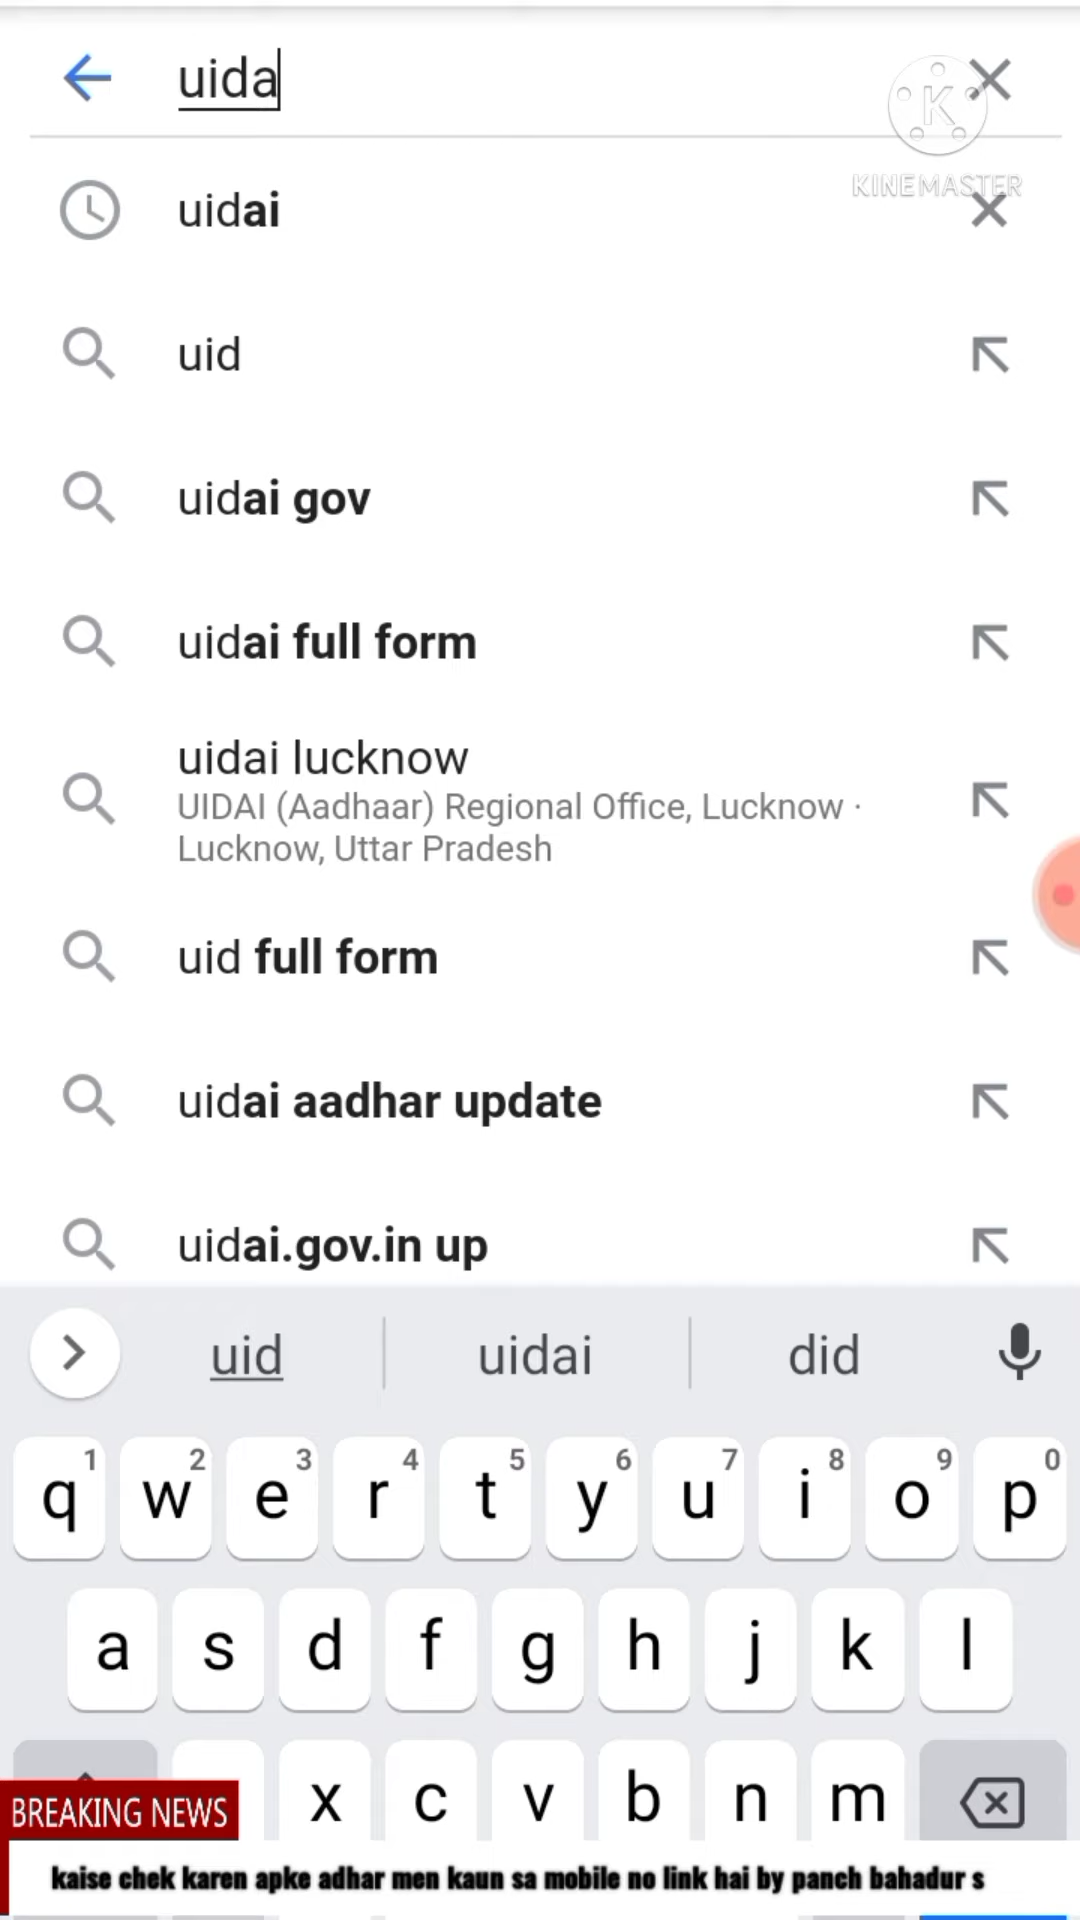 uida
KINEMASTER
uidai
uid
uidai gov
uidai full form
uidai lucknow
UIDAI (Aadhaar) Regional Office, Lucknow ·
Lucknow, Uttar Pradesh
uid full form
uidai aadhar update
uidai.gov.in up
uid uidai did
1 2 3 4 5 6 7 8 9 0
q w e r t y u i o p
a s d f g h j k l
x c v b n m
BREAKING NEWS
kaise chek karen apke adhar men kaun sa mobile no link hai by panch bahadur s